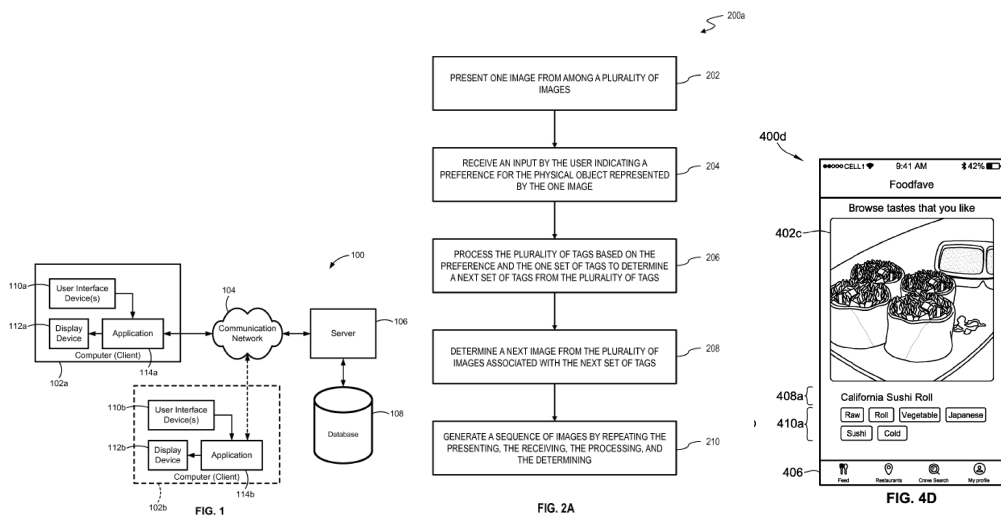 100
110a
User Interface
Device(s)
112a
Display
Device
Application
Computer (Client)
102a
114a
104
Communication
Network
Server
106
Database
108
110b
User Interface
Device(s)
112b
Display
Device
Application
Computer (Client)
102b
114b
FIG. 1
200a
PRESENT ONE IMAGE FROM AMONG A PLURALITY OF
IMAGES
202
RECEIVE AN INPUT BY THE USER INDICATING A
PREFERENCE FOR THE PHYSICAL OBJECT REPRESENTED
BY THE ONE IMAGE
204
PROCESS THE PLURALITY OF TAGS BASED ON THE
PREFERENCE AND THE ONE SET OF TAGS TO DETERMINE
A NEXT SET OF TAGS FROM THE PLURALITY OF TAGS
206
DETERMINE A NEXT IMAGE FROM THE PLURALITY OF
IMAGES ASSOCIATED WITH THE NEXT SET OF TAGS
208
GENERATE A SEQUENCE OF IMAGES BY REPEATING THE
PRESENTING, THE RECEIVING, THE PROCESSING, AND
THE DETERMINING
210
FIG. 2A
400d
CELL1 9:41 AM 42%
Foodfave
Browse tastes that you like
402c
408a
California Sushi Roll
410a
Raw Roll Vegetable Japanese
Sushi Cold
406
Feed Restaurants Crave Search My profile
FIG. 4D